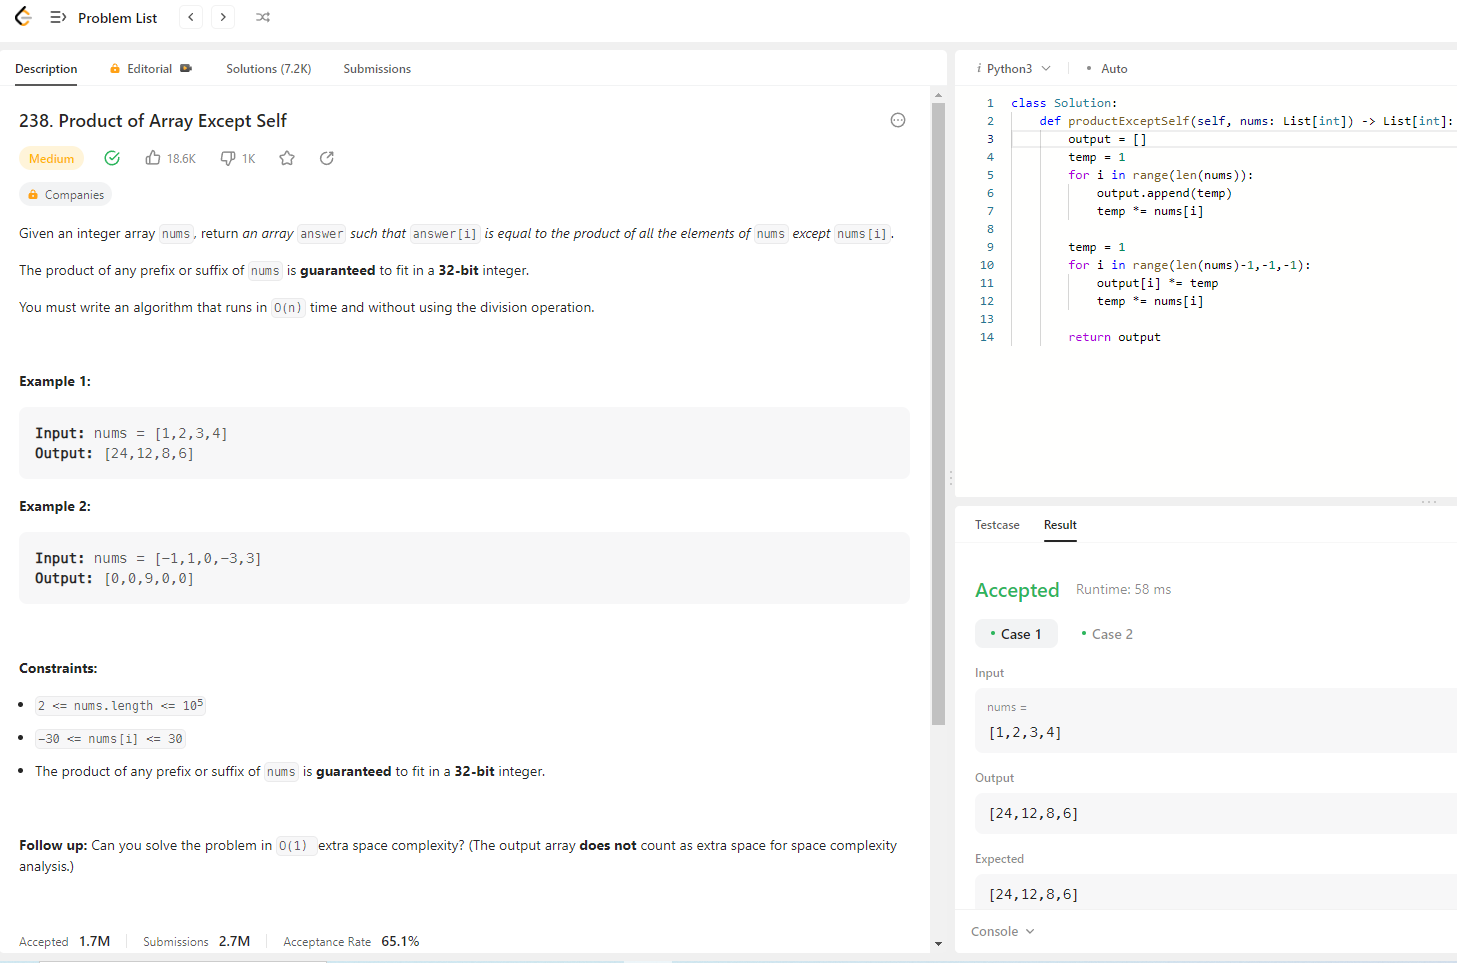 Problem List
Description Editorial Solutions (7.2K) Submissions
238. Product of Array Except Self
Medium 18.6K 1K
Companies
Given an integer array nums, return an array answer such that answer[i] is equal to the product of all the elements of nums except nums[i].
The product of any prefix or suffix of nums is guaranteed to fit in a 32-bit integer.
You must write an algorithm that runs in O(n) time and without using the division operation.
Example 1:
Input: nums = [1,2,3,4]
Output: [24,12,8,6]
Example 2:
Input: nums = [-1,1,0,-3,3]
Output: [0,0,9,0,0]
Constraints:
• 2 <= nums.length <= 10⁵
• -30 <= nums[i] <= 30
• The product of any prefix or suffix of nums is guaranteed to fit in a 32-bit integer.
Follow up: Can you solve the problem in O(1) extra space complexity? (The output array does not count as extra space for space complexity
analysis.)
Accepted 1.7M Submissions 2.7M Acceptance Rate 65.1%
i Python3 • Auto
1 class Solution:
2     def productExceptSelf(self, nums: List[int]) -> List[int]:
3         output = []
4         temp = 1
5         for i in range(len(nums)):
6             output.append(temp)
7             temp *= nums[i]
8
9         temp = 1
10         for i in range(len(nums)-1,-1,-1):
11             output[i] *= temp
12             temp *= nums[i]
13
14         return output
Testcase Result
Accepted Runtime: 58 ms
• Case 1 • Case 2
Input
nums =
[1,2,3,4]
Output
[24,12,8,6]
Expected
[24,12,8,6]
Console